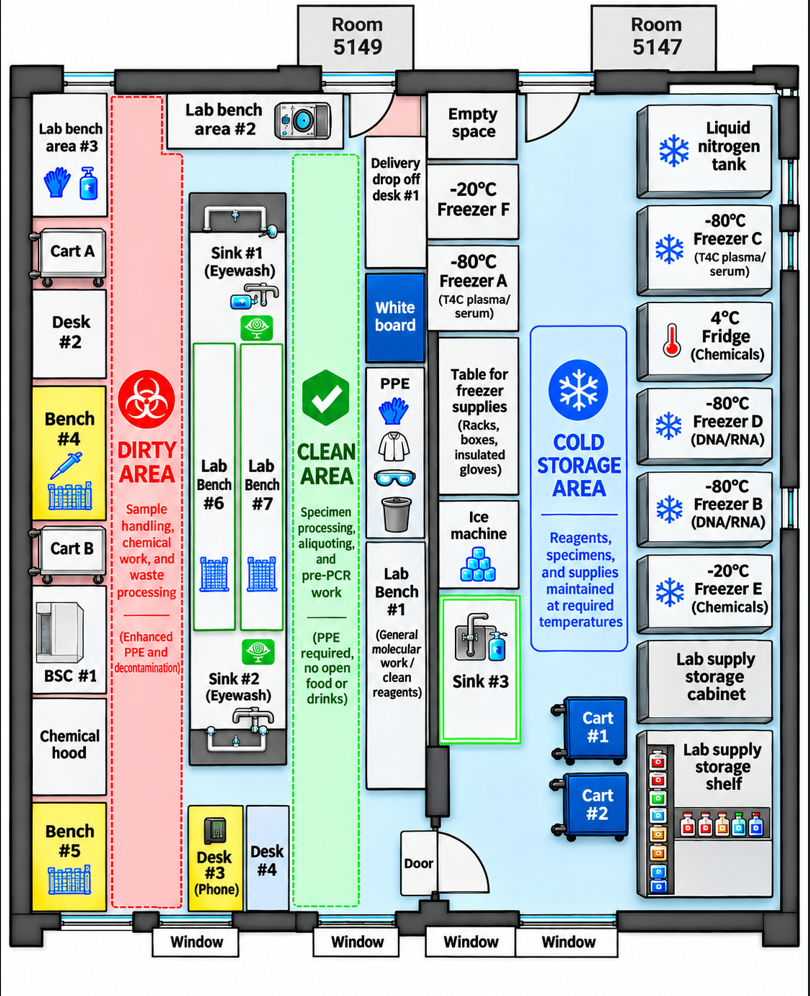 Room
5149
Room
5147
Lab bench
area #3
Cart A
Desk
#2
Bench
#4
Cart B
BSC #1
Chemical
hood
Bench
#5
DIRTY
AREA
Sample
handling,
chemical
work, and
waste
processing
(Enhanced
PPE and
decontamination)
Lab bench
area #2
Sink #1
(Eyewash)
Lab
Bench
#6
Lab
Bench
#7
Sink #2
(Eyewash)
Desk
#3
(Phone)
Desk
#4
CLEAN
AREA
Specimen
processing,
aliquoting,
and
pre-PCR
work
(PPE
required,
no open
food or
drinks)
Delivery
drop off
desk #1
White
board
PPE
Lab
Bench
#1
(General
molecular
work /
clean
reagents)
Door
Empty
space
-20°C
Freezer F
-80°C
Freezer A
(T4C plasma/
serum)
Table for
freezer
supplies
(Racks,
boxes,
insulated
gloves)
Ice
machine
Sink #3
COLD
STORAGE
AREA
Reagents,
specimens,
and supplies
maintained
at required
temperatures
Cart
#1
Cart
#2
Liquid
nitrogen
tank
-80°C
Freezer C
(T4C plasma/
serum)
4°C
Fridge
(Chemicals)
-80°C
Freezer D
(DNA/RNA)
-80°C
Freezer B
(DNA/RNA)
-20°C
Freezer E
(Chemicals)
Lab supply
storage
cabinet
Lab supply
storage
shelf
Window
Window
Window
Window